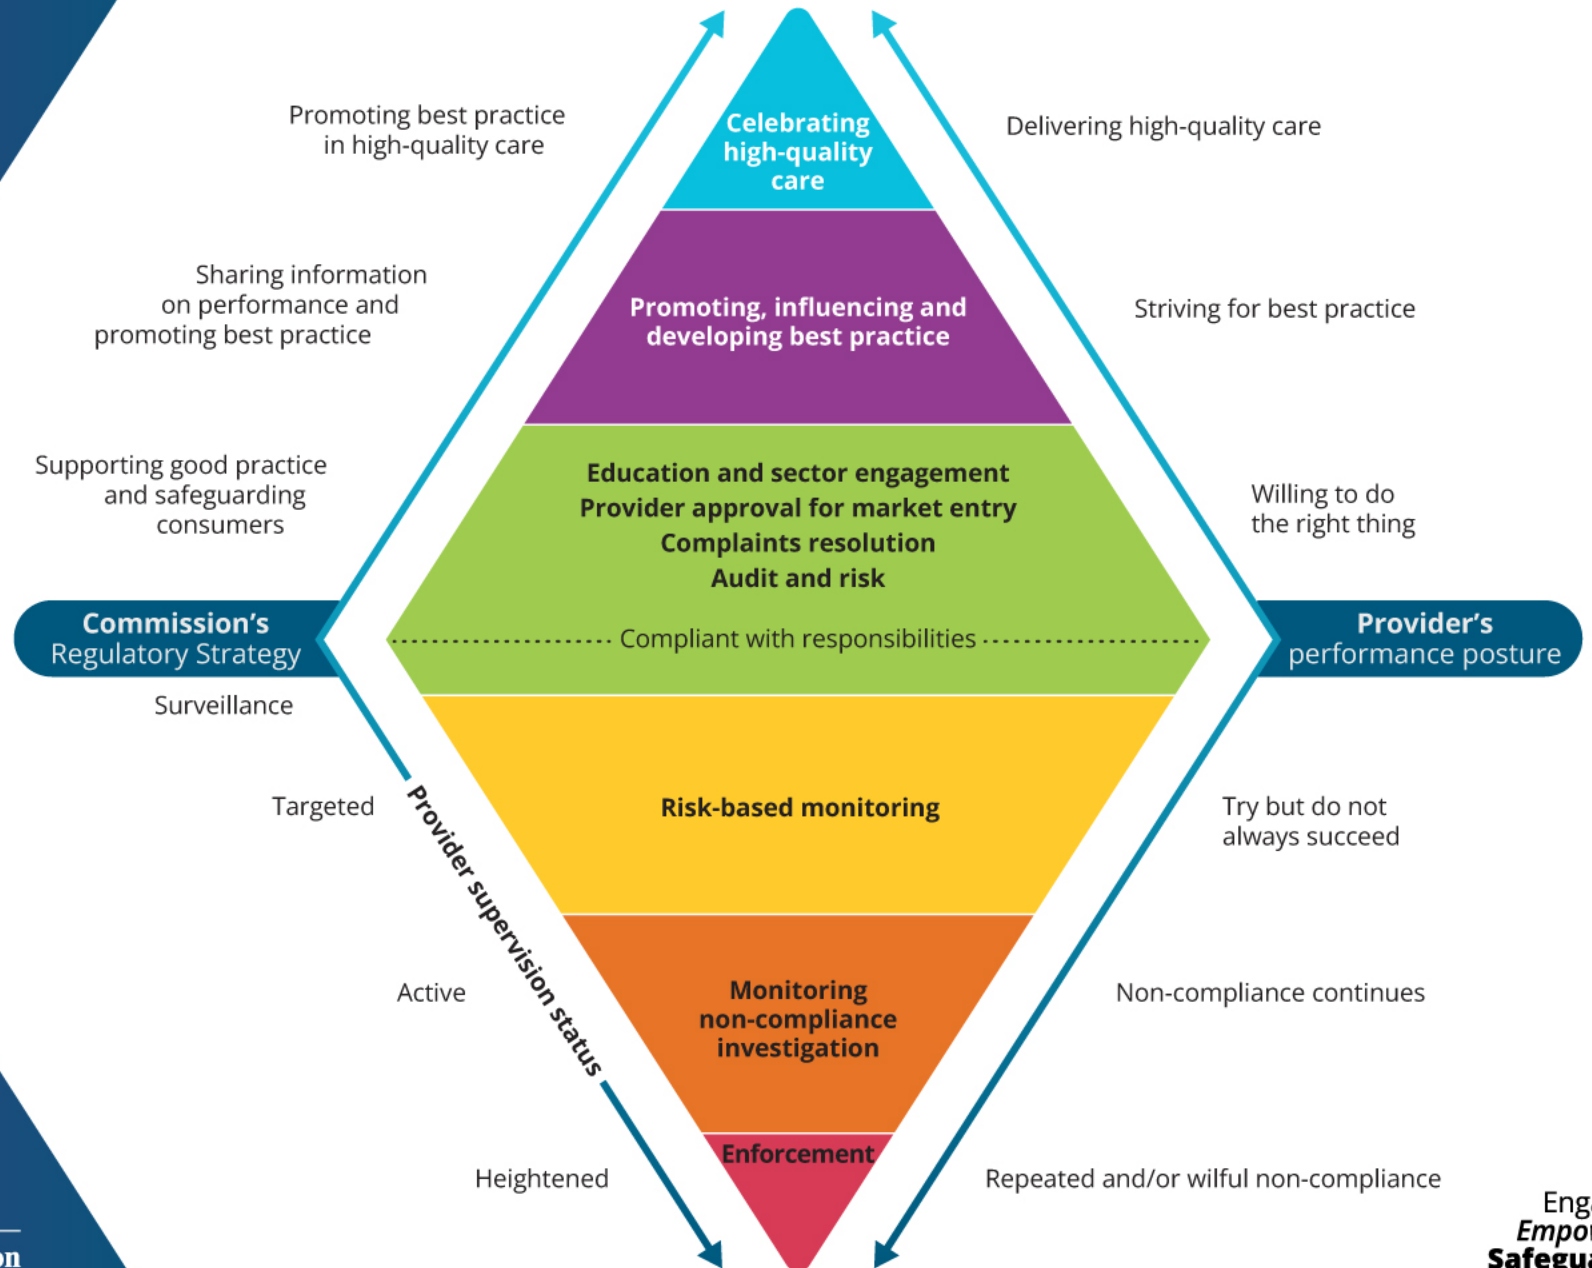 Promoting best practice
in high-quality care
Celebrating
high-quality
care
Delivering high-quality care
Sharing information
on performance and
promoting best practice
Promoting, influencing and
developing best practice
Striving for best practice
Supporting good practice
and safeguarding
consumers
Education and sector engagement
Provider approval for market entry
Complaints resolution
Audit and risk
Willing to do
the right thing
Commission's
Regulatory Strategy
Compliant with responsibilities
Provider's
performance posture
Surveillance
Targeted
Provider supervision status
Risk-based monitoring
Try but do not
always succeed
Active
Monitoring
non-compliance
investigation
Non-compliance continues
Enforcement
Heightened
Repeated and/or wilful non-compliance